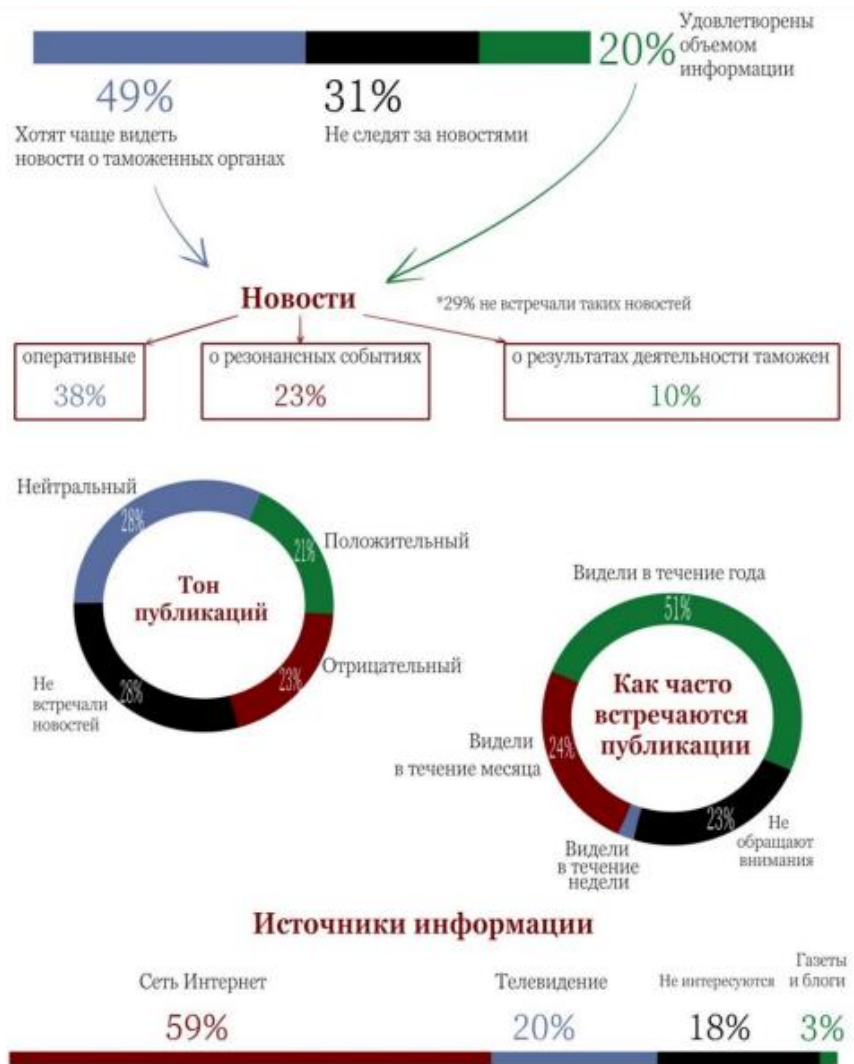 Удовлетворены
объемом
информации
20%
49%
Хотят чаще видеть
новости о таможенных органах
31%
Не следят за новостями
Новости
*29% не встречали таких новостей
оперативные
38%
о резонансных событиях
23%
о результатах деятельности таможен
10%
Нейтральный
28%
21%
Положительный
Тон
публикаций
Отрицательный
23%
28%
Не
встречали
новостей
Видели в течение года
51%
Как часто
встречаются
публикации
Видели
в течение месяца
24%
23%
Не
обращают
внимания
Видели
в течение
недели
Источники информации
Сеть Интернет
59%
Телевидение
20%
Не интересуются
18%
Газеты
и блоги
3%